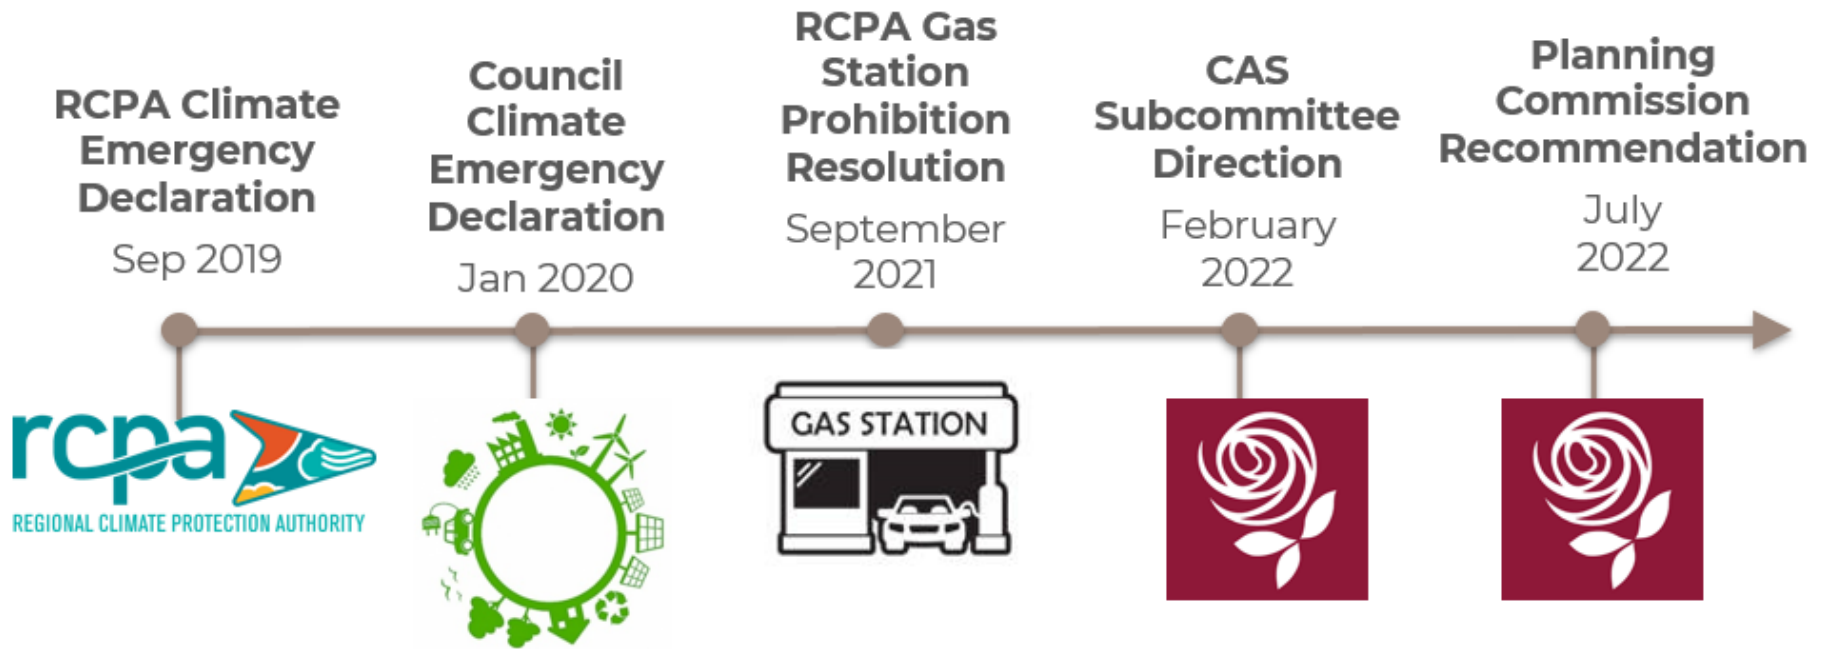 RCPA Climate
Emergency
Declaration
Sep 2019
Council
Climate
Emergency
Declaration
Jan 2020
RCPA Gas
Station
Prohibition
Resolution
September
2021
CAS
Subcommittee
Direction
February
2022
Planning
Commission
Recommendation
July
2022
rcpa
REGIONAL CLIMATE PROTECTION AUTHORITY
GAS STATION